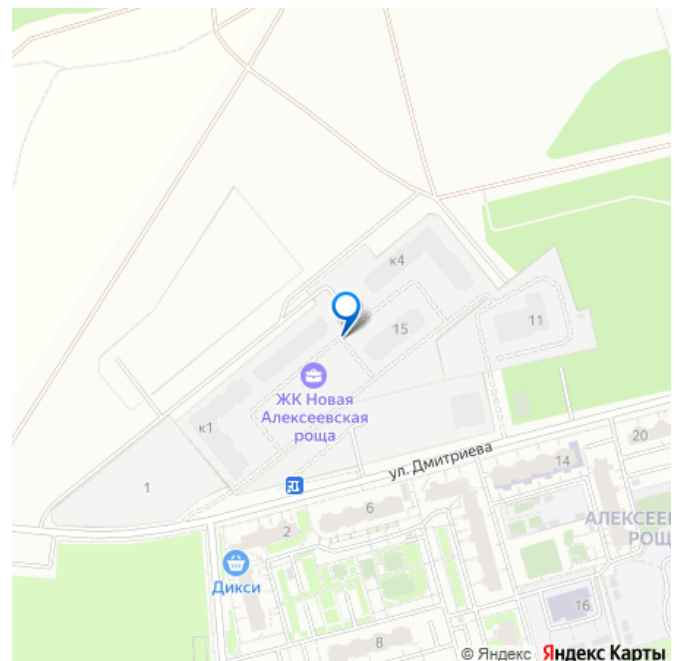 к4
15
11
ЖК Новая
Алексеевская
роща
к1
1
ул. Дмитриева
20
14
6
2
АЛЕКСЕЕ
РОЩ
Дикси
16
8
© Яндекс Яндекс Карты